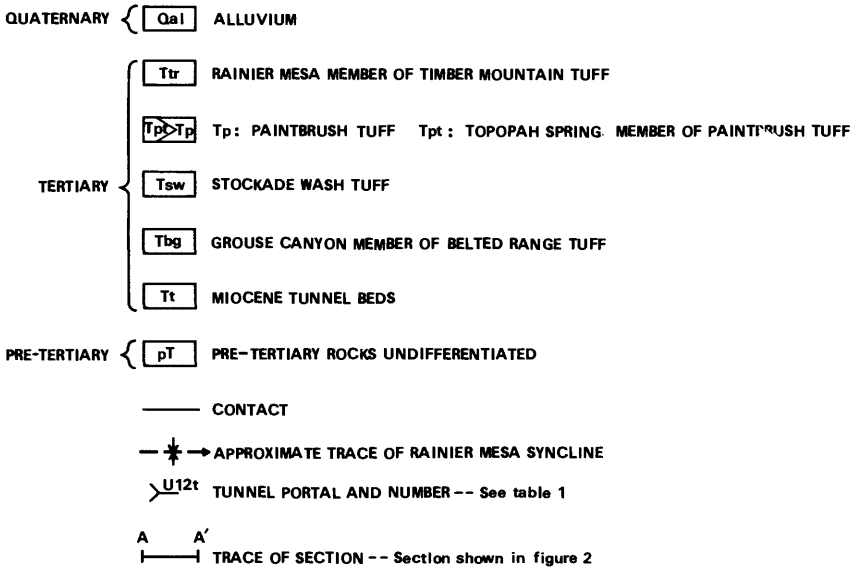 QUATERNARY { Qal ALLUVIUM
Ttr RAINIER MESA MEMBER OF TIMBER MOUNTAIN TUFF
Tpt Tp Tp: PAINTBRUSH TUFF Tpt: TOPOPAH SPRING MEMBER OF PAINTBRUSH TUFF
TERTIARY { Tsw STOCKADE WASH TUFF
Tbg GROUSE CANYON MEMBER OF BELTED RANGE TUFF
Tt MIOCENE TUNNEL BEDS
PRE-TERTIARY { pT PRE-TERTIARY ROCKS UNDIFFERENTIATED
CONTACT
APPROXIMATE TRACE OF RAINIER MESA SYNCLINE
U12t TUNNEL PORTAL AND NUMBER -- See table 1
A A′
TRACE OF SECTION -- Section shown in figure 2